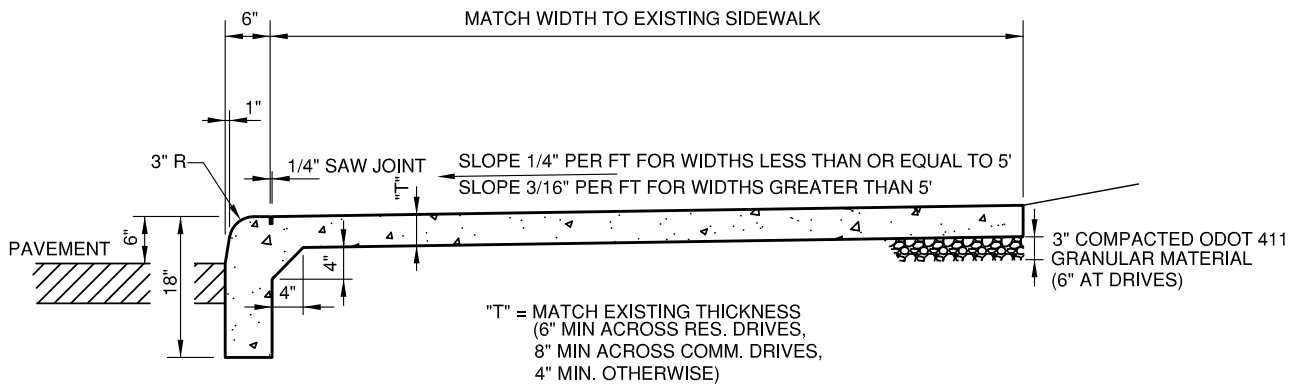 6" MATCH WIDTH TO EXISTING SIDEWALK
1"
3" R
1/4" SAW JOINT
"T"
SLOPE 1/4" PER FT FOR WIDTHS LESS THAN OR EQUAL TO 5'
SLOPE 3/16" PER FT FOR WIDTHS GREATER THAN 5'
PAVEMENT
6"
18"
4"
4"
3" COMPACTED ODOT 411
GRANULAR MATERIAL
(6" AT DRIVES)
"T" = MATCH EXISTING THICKNESS
(6" MIN ACROSS RES. DRIVES,
8" MIN ACROSS COMM. DRIVES,
4" MIN. OTHERWISE)